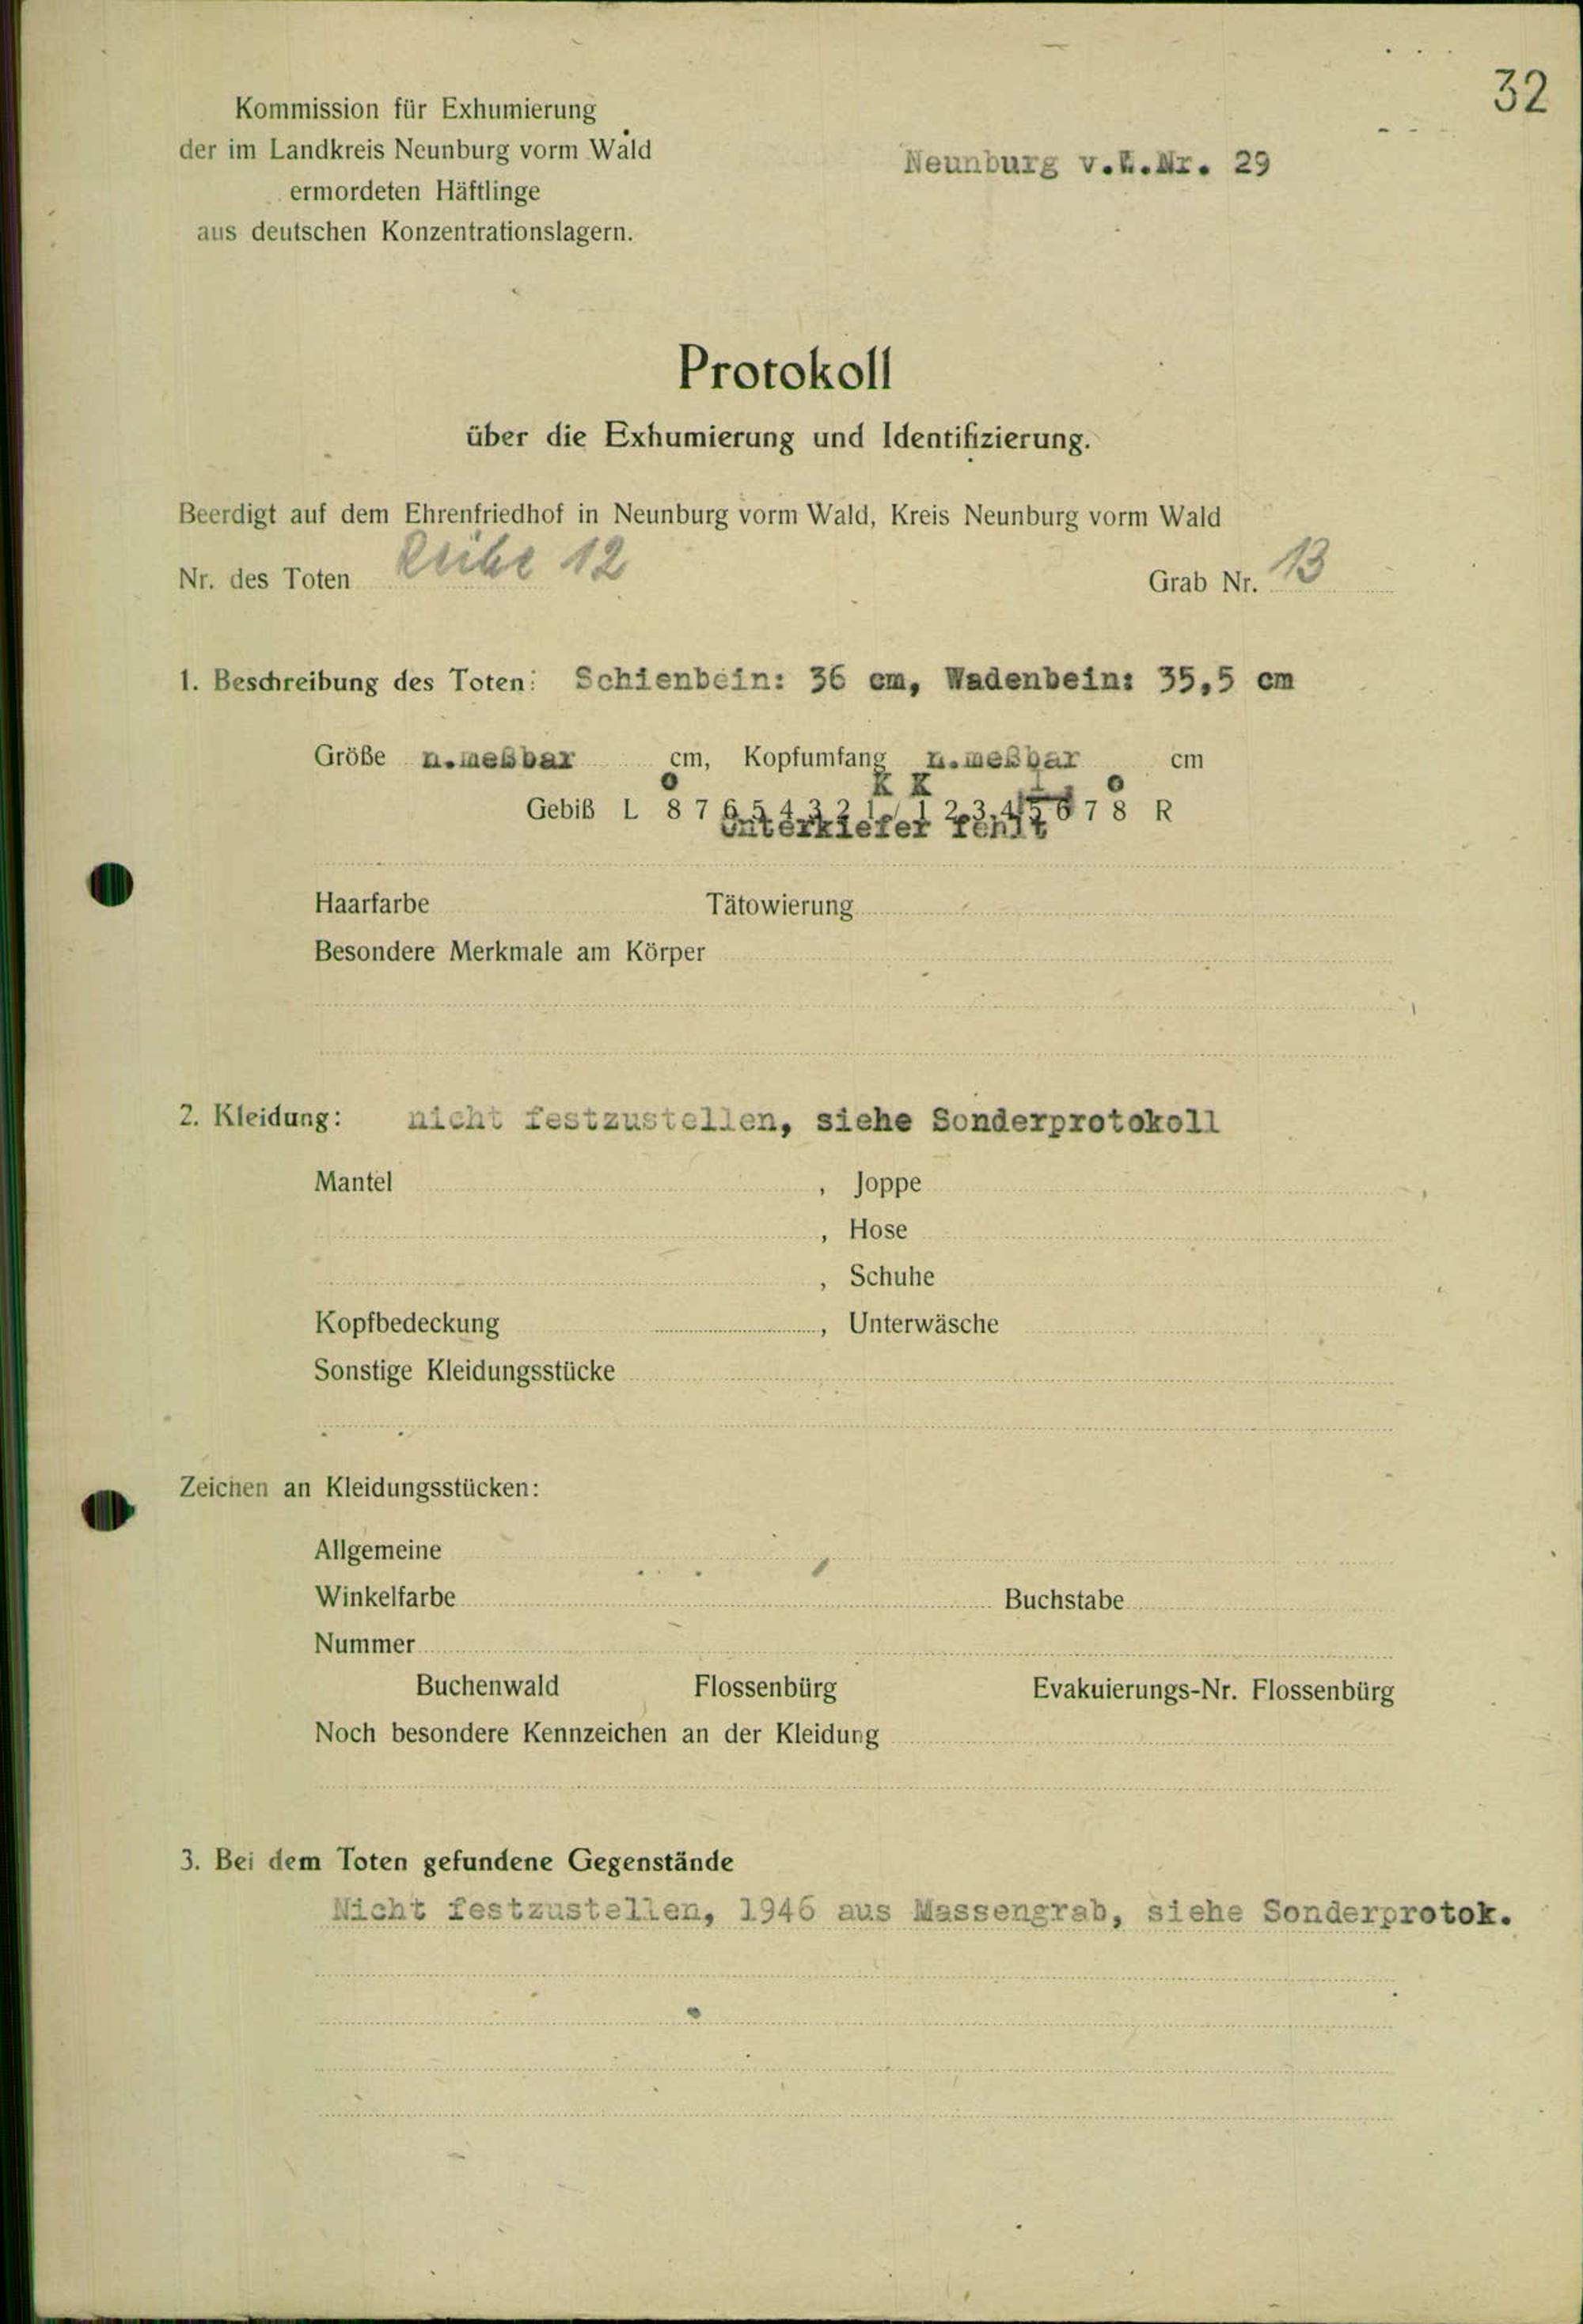 32
Kommission für Exhumierung
der im Landkreis Neunburg vorm Wald
ermordeten Häftlinge
aus deutschen Konzentrationslagern.
Neunburg v.W.Nr. 29
Protokoll
über die Exhumierung und Identifizierung.
Beerdigt auf dem Ehrenfriedhof in Neunburg vorm Wald, Kreis Neunburg vorm Wald
Nr. des Toten Reihe 12 Grab Nr. 13
1. Beschreibung des Toten: Schienbein: 36 cm, Wadenbein: 35,5 cm
Größe n.meßbar cm, Kopfumfang n.meßbar cm
o K K o
Gebiß L 8 7 6 5 4 3 2 1 / 1 2 3 4 5 6 7 8 R
Unterkiefer fehlt
Haarfarbe Tätowierung
Besondere Merkmale am Körper
2. Kleidung: nicht festzustellen, siehe Sonderprotokoll
Mantel , Joppe
, Hose
, Schuhe
Kopfbedeckung , Unterwäsche
Sonstige Kleidungsstücke
Zeichen an Kleidungsstücken:
Allgemeine
Winkelfarbe Buchstabe
Nummer
Buchenwald Flossenbürg Evakuierungs-Nr. Flossenbürg
Noch besondere Kennzeichen an der Kleidung
3. Bei dem Toten gefundene Gegenstände
Nicht festzustellen, 1946 aus Massengrab, siehe Sonderprotok.